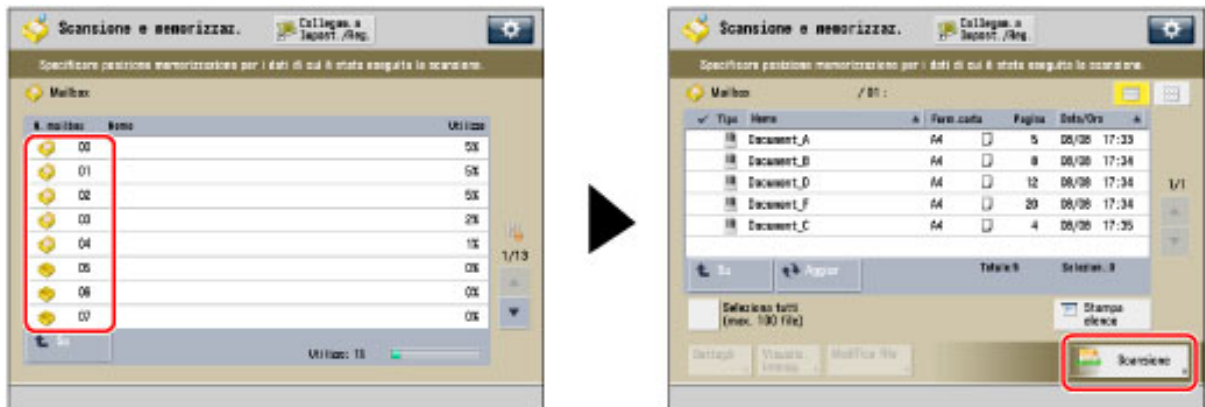 Scansione e memorizzaz.
Collegam. a
Impost./Reg.
Specificare posizione memorizzazione per i dati di cui è stata eseguita la scansione.
Mailbox
N. mailbox Nome Utilizzo
00 5%
01 5%
02 5%
03 2%
04 1%
05 0%
06 0%
07 0%
1/13
Su
Utilizzo: 1%
Scansione e memorizzaz.
Collegam. a
Impost./Reg.
Specificare posizione memorizzazione per i dati di cui è stata eseguita la scansione.
Mailbox /01:
Tipo Nome Form.carta Pagina Data/Ora
Document_A A4 5 08/08 17:33
Document_B A4 8 08/08 17:34
Document_D A4 12 08/08 17:34
Document_F A4 20 08/08 17:34
Document_C A4 4 08/08 17:35
1/1
Su Aggior Totale:5 Selezion.:0
Seleziona tutti
(max. 100 file)
Stampa
elenco
Dettagli Modifica file
Scansione